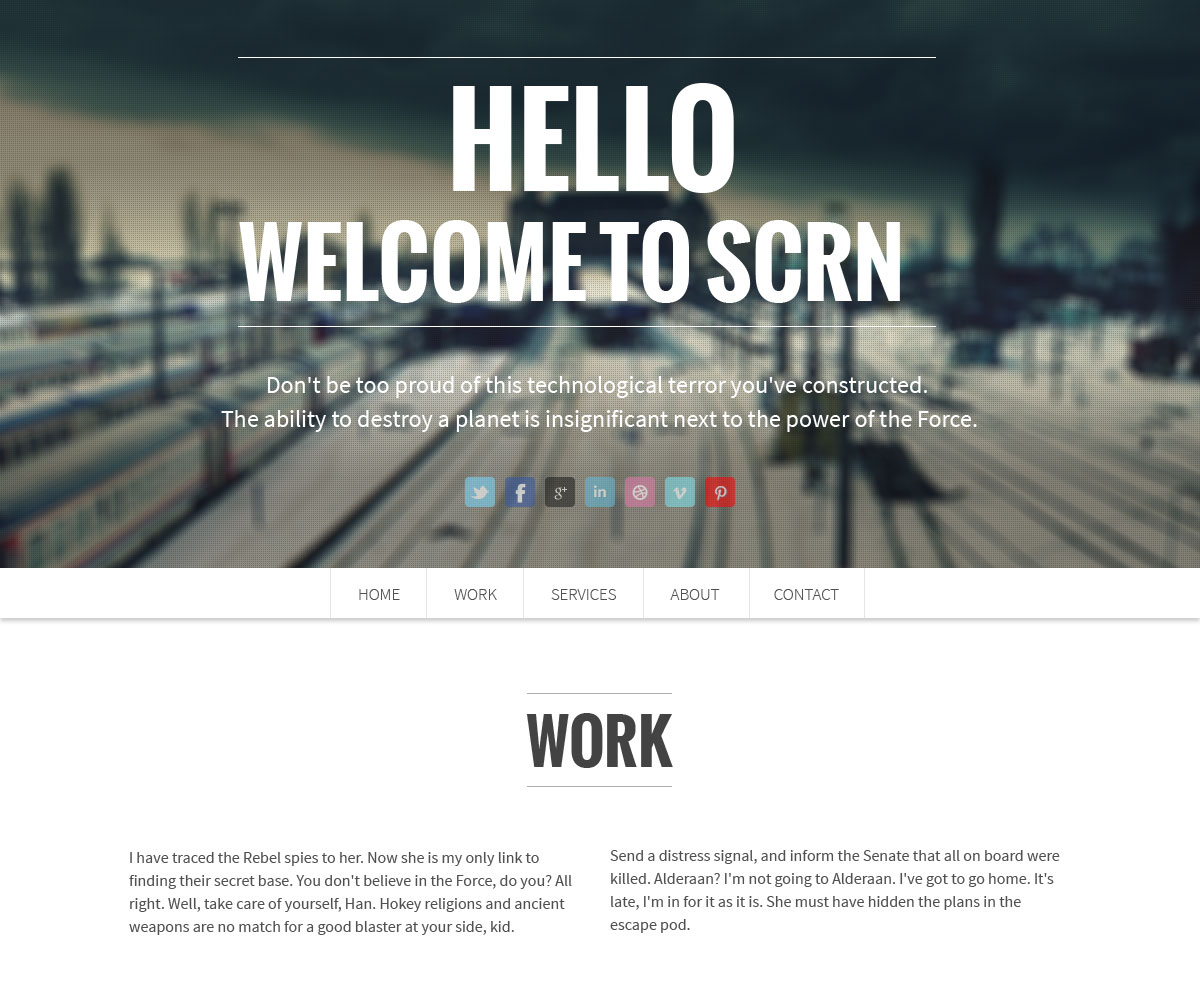 HELLO
WELCOME TO SCRN
Don't be too proud of this technological terror you've constructed.
The ability to destroy a planet is insignificant next to the power of the Force.
f
g+
in
v
HOME
WORK
SERVICES
ABOUT
CONTACT
WORK
I have traced the Rebel spies to her. Now she is my only link to
finding their secret base. You don't believe in the Force, do you? All
right. Well, take care of yourself, Han. Hokey religions and ancient
weapons are no match for a good blaster at your side, kid.
Send a distress signal, and inform the Senate that all on board were
killed. Alderaan? I'm not going to Alderaan. I've got to go home. It's
late, I'm in for it as it is. She must have hidden the plans in the
escape pod.